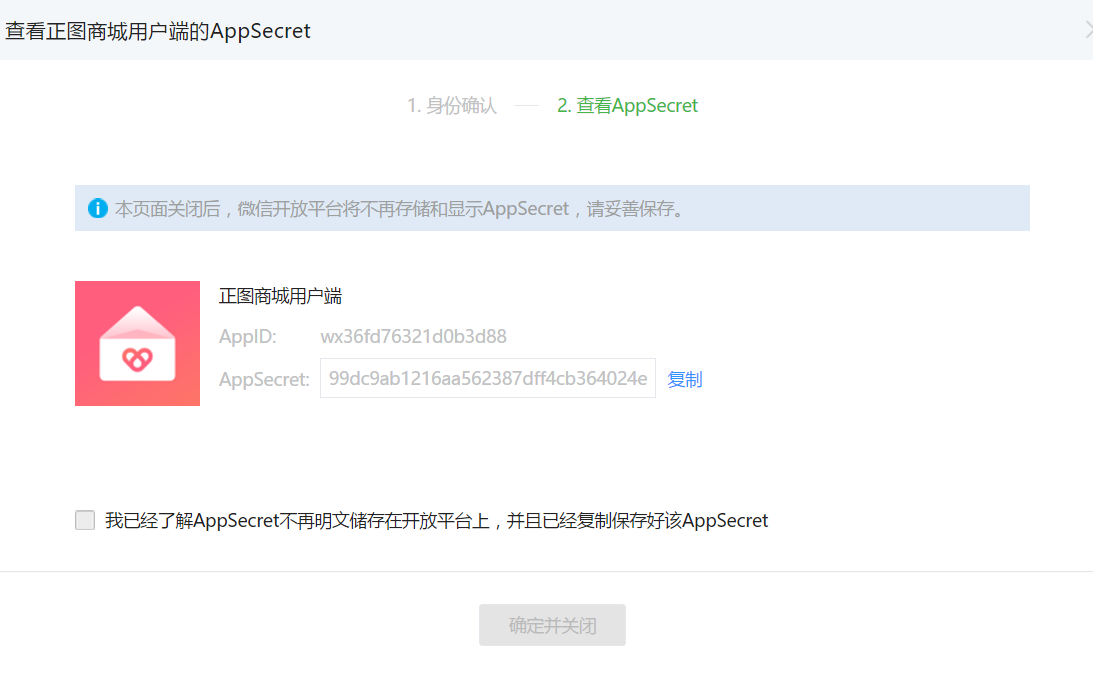 查看正图商城用户端的AppSecret
1. 身份确认 2. 查看AppSecret
本页面关闭后，微信开放平台将不再存储和显示AppSecret，请妥善保存。
正图商城用户端
AppID: wx36fd76321d0b3d88
AppSecret: 99dc9ab1216aa562387dff4cb364024e 复制
我已经了解AppSecret不再明文储存在开放平台上，并且已经复制保存好该AppSecret
确定并关闭